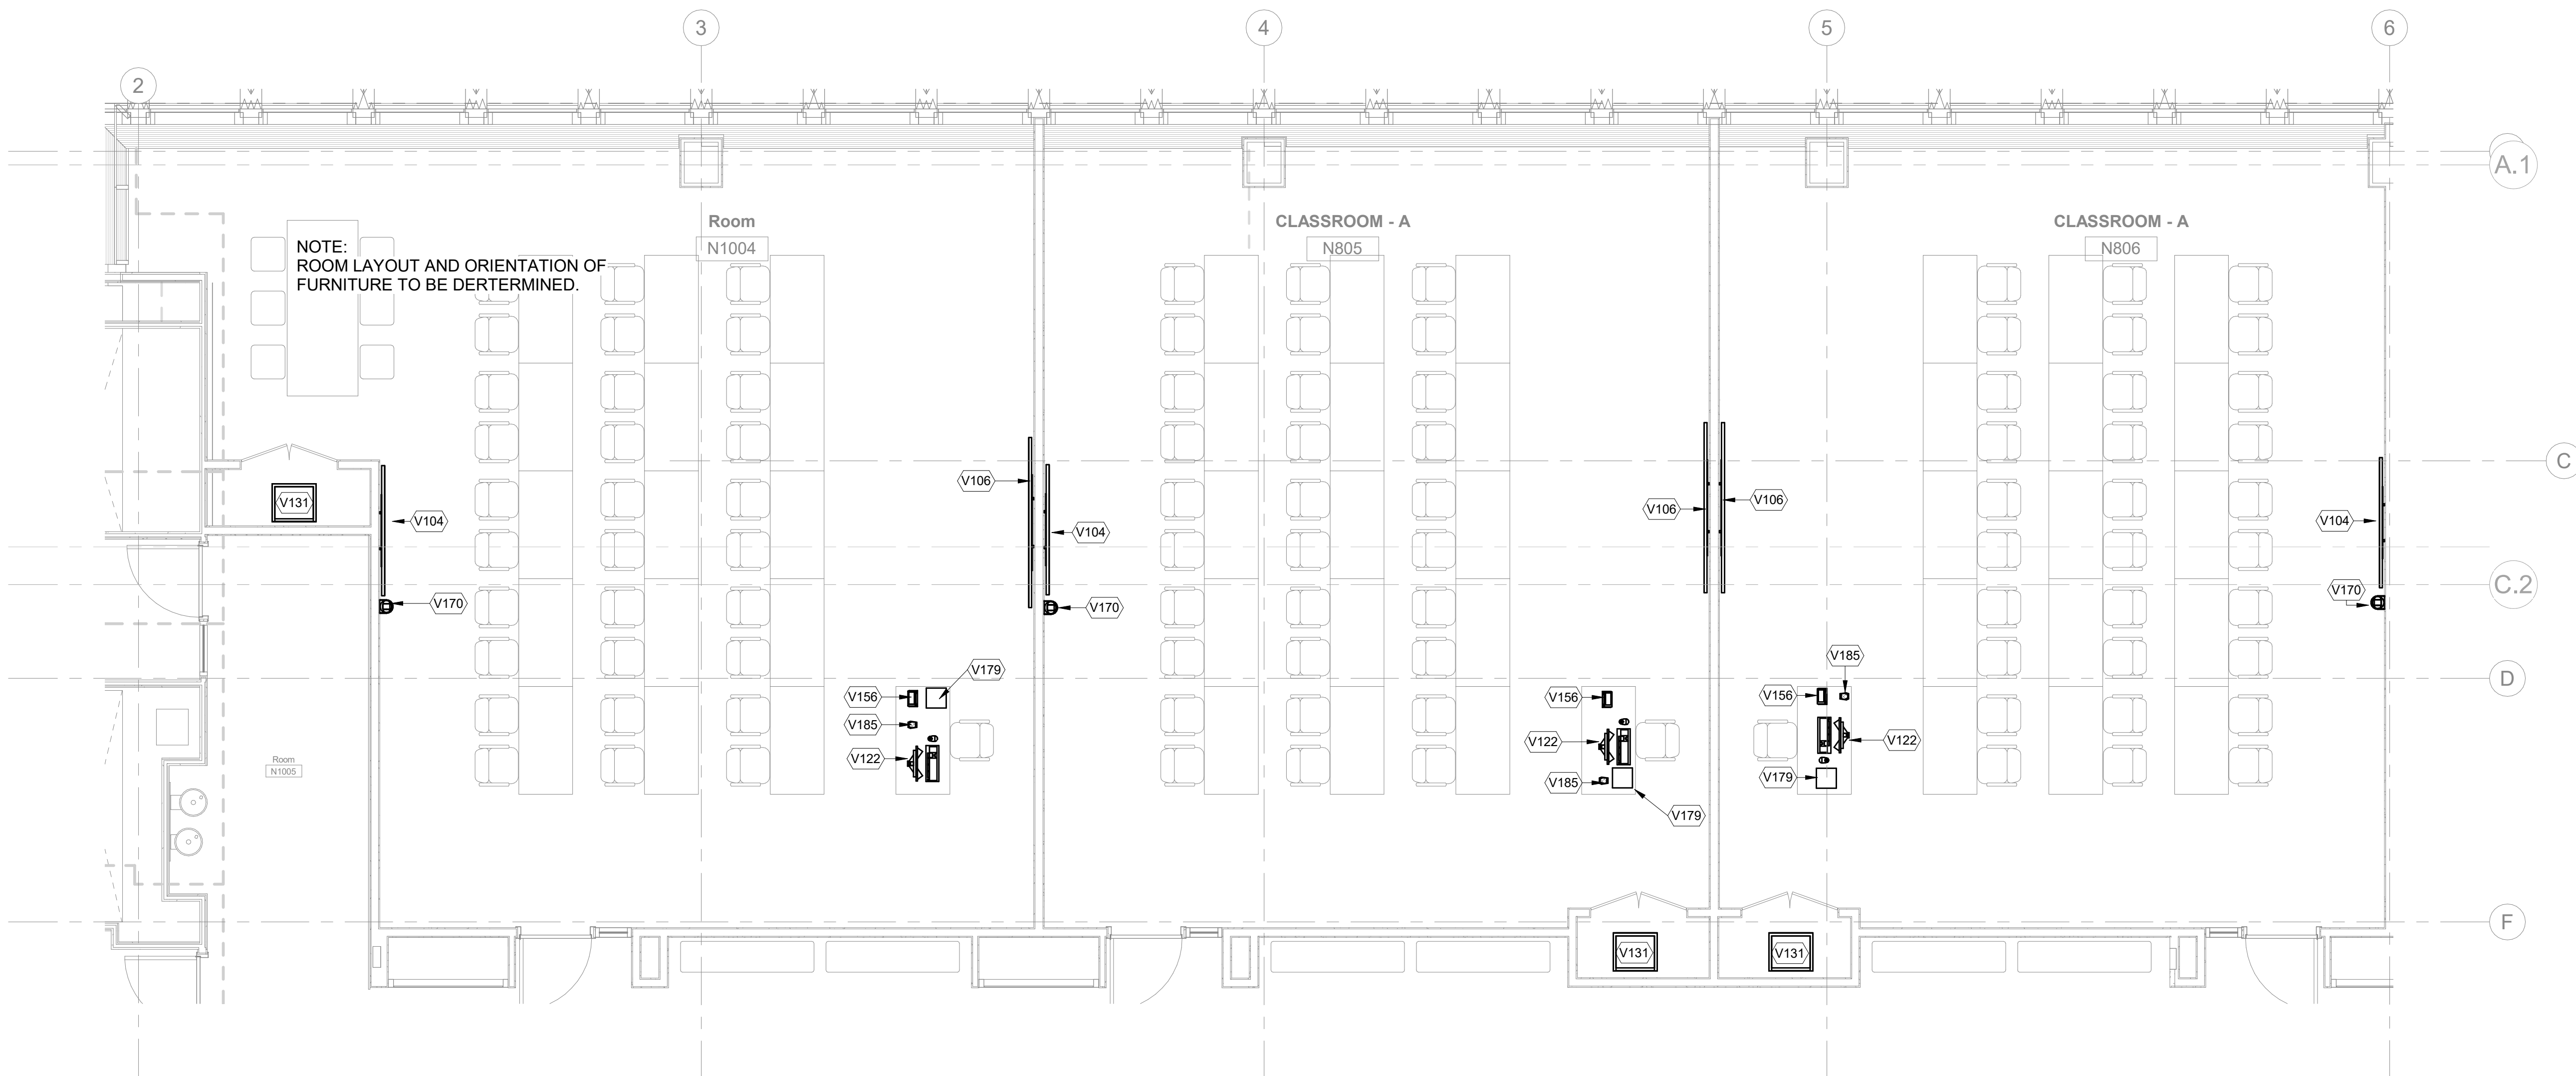 3
4
5
6
2
A.1
Room
N1004
CLASSROOM - A
N805
CLASSROOM - A
N806
NOTE:
ROOM LAYOUT AND ORIENTATION OF
FURNITURE TO BE DERTERMINED.
C
V131
V104
V106
V104
V106
V106
V104
C.2
V170
V170
V170
D
V156
V179
V185
V122
V156
V122
V185
V179
V185
V156
V122
V179
Room
N1005
F
V131
V131